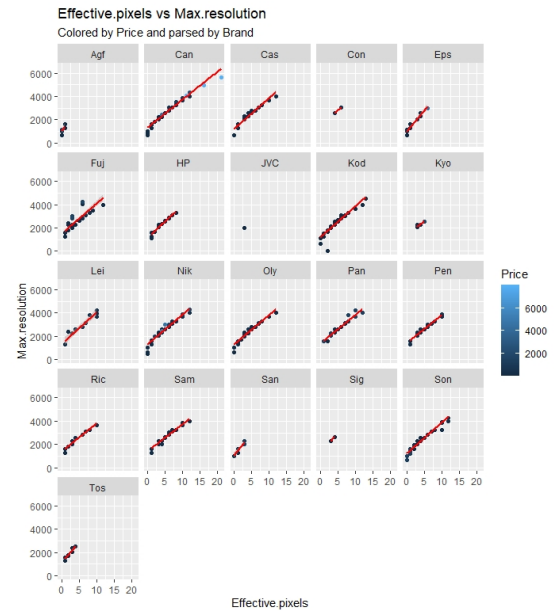 Effective.pixels vs Max.resolution
Colored by Price and parsed by Brand
Agf Can Cas Con Eps
6000
4000
2000
0
Fuj HP JVC Kod Kyo
6000
4000
2000
0
Lei Nik Oly Pan Pen
6000
4000
2000
0
Ric Sam San Sig Son
6000
4000
2000
0
0 5 10 15 20 0 5 10 15 20 0 5 10 15 20 0 5 10 15 20
Tos
6000
4000
2000
0
0 5 10 15 20
Max.resolution
Effective.pixels
Price
6000
4000
2000